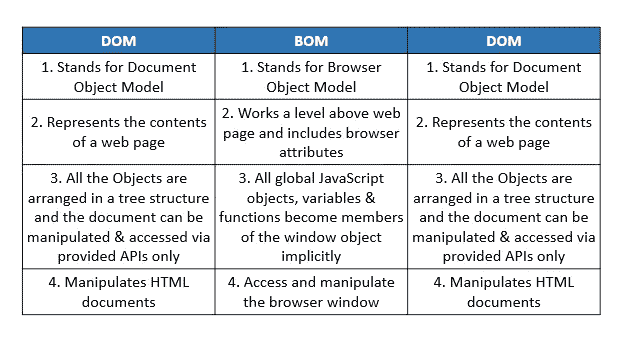 DOM
BOM
DOM
1. Stands for Document
Object Model
1. Stands for Browser
Object Model
1. Stands for Document
Object Model
2. Represents the contents
of a web page
2. Works a level above web
page and includes browser
attributes
2. Represents the contents
of a web page
3. All the Objects are
arranged in a tree structure
and the document can be
manipulated & accessed via
provided APIs only
3. All global JavaScript
objects, variables &
functions become members
of the window object
implicitly
3. All the Objects are
arranged in a tree structure
and the document can be
manipulated & accessed via
provided APIs only
4. Manipulates HTML
documents
4. Access and manipulate
the browser window
4. Manipulates HTML
documents